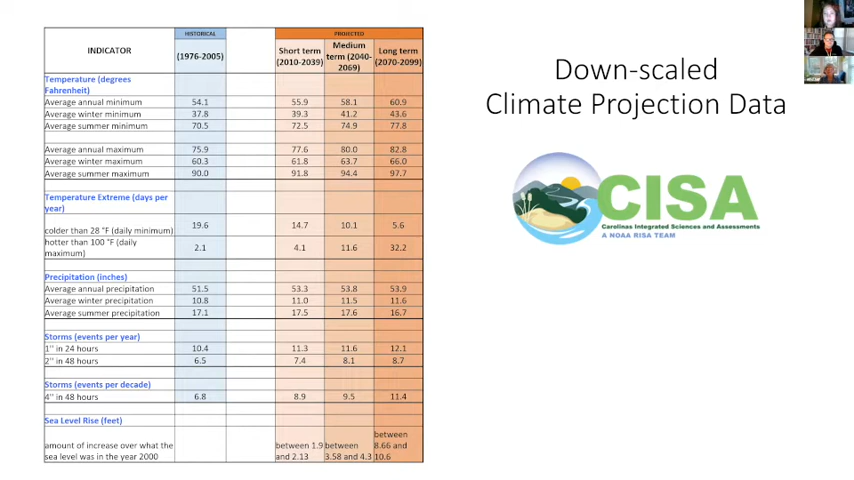 HISTORICAL PROJECTED
INDICATOR (1976-2005) Short term (2010-2039) Medium term (2040-2069) Long term (2070-2099)
Temperature (degrees
Fahrenheit)
Average annual minimum 54.1 55.9 58.1 60.9
Average winter minimum 37.8 39.3 41.2 43.6
Average summer minimum 70.5 72.5 74.9 77.8
Average annual maximum 75.9 77.6 80.0 82.8
Average winter maximum 60.3 61.8 63.7 66.0
Average summer maximum 90.0 91.8 94.4 97.7
Temperature Extreme (days per
year)
colder than 28 °F (daily minimum) 19.6 14.7 10.1 5.6
hotter than 100 °F (daily
maximum) 2.1 4.1 11.6 32.2
Precipitation (inches)
Average annual precipitation 51.5 53.3 53.8 53.9
Average winter precipitation 10.8 11.0 11.5 11.6
Average summer precipitation 17.1 17.5 17.6 16.7
Storms (events per year)
1" in 24 hours 10.4 11.3 11.6 12.1
2" in 48 hours 6.5 7.4 8.1 8.7
Storms (events per decade)
4" in 48 hours 6.8 8.9 9.5 11.4
Sea Level Rise (feet)
amount of increase over what the
sea level was in the year 2000 between 1.9 and 2.13 between 3.58 and 4.3 between 8.66 and 10.6
Down-scaled
Climate Projection Data
CISA
Carolinas Integrated Sciences and Assessments
A NOAA RISA TEAM